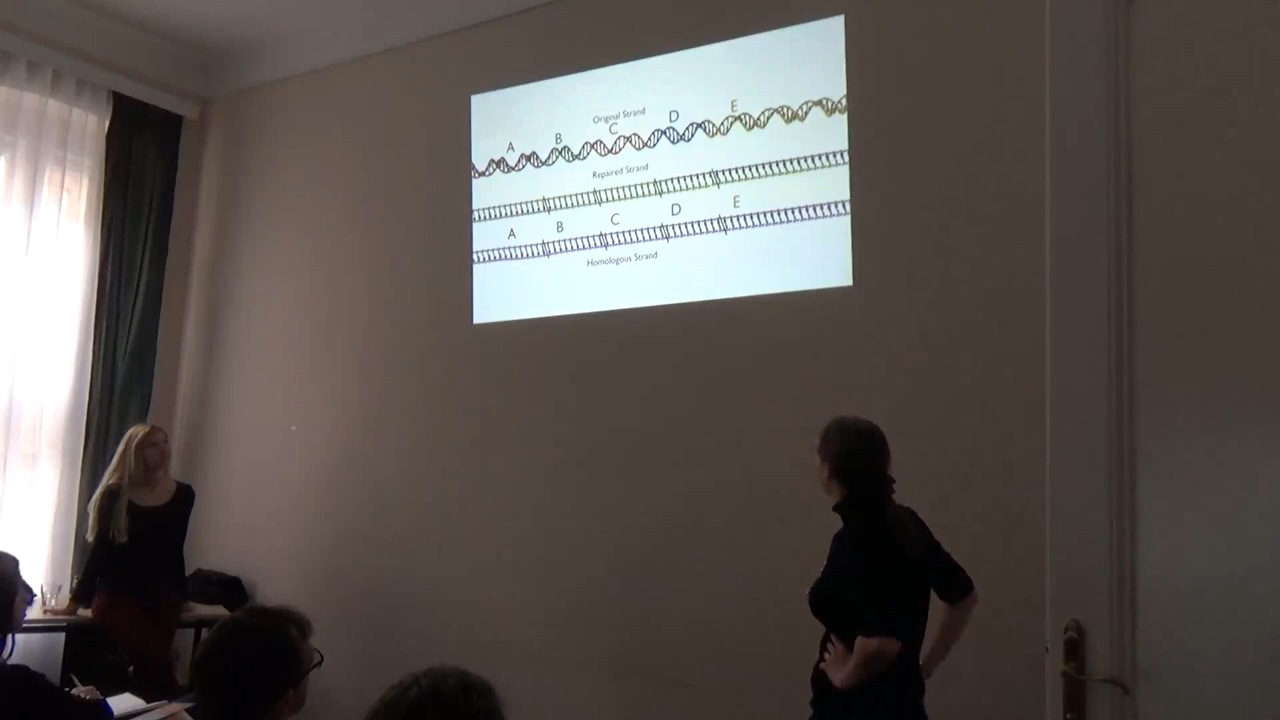 Original Strand
A B C D E
Repaired Strand
A B C D E
Homologous Strand